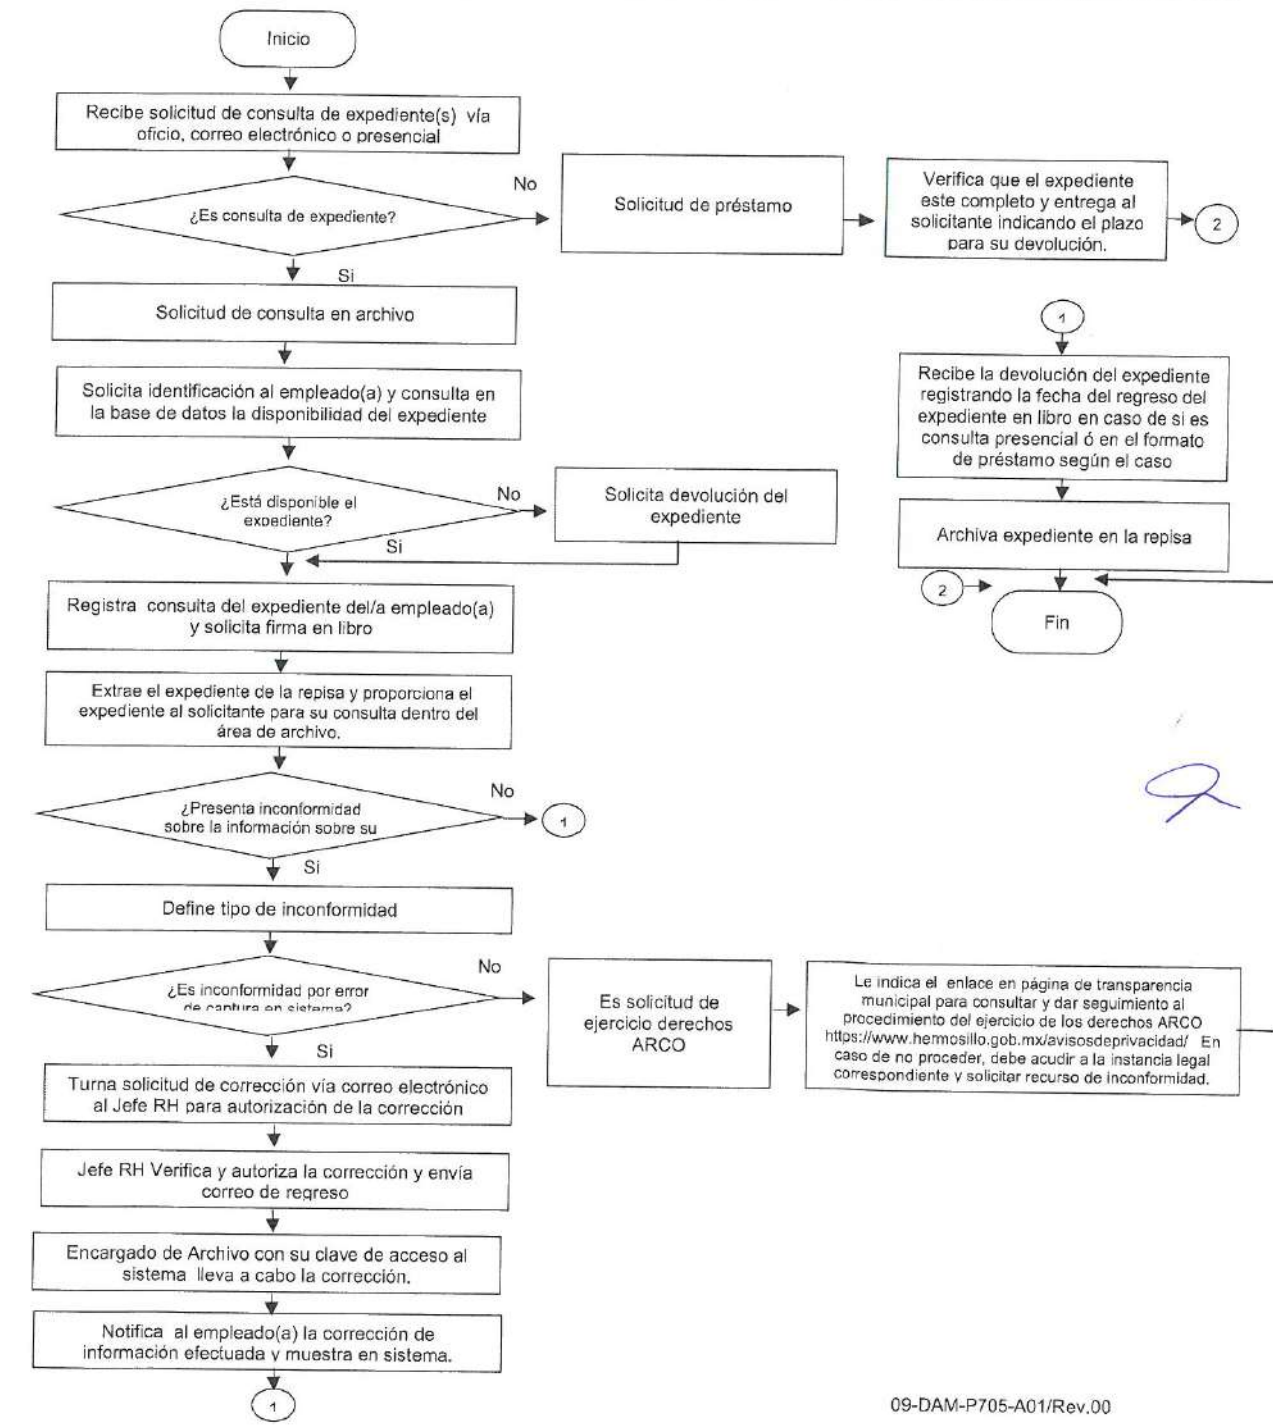 Inicio
Recibe solicitud de consulta de expediente(s) vía
oficio, correo electrónico o presencial
¿Es consulta de expediente?
No
Solicitud de préstamo
Verifica que el expediente
este completo y entrega al
solicitante indicando el plazo
para su devolución.
2
Si
Solicitud de consulta en archivo
Solicita identificación al empleado(a) y consulta en
la base de datos la disponibilidad del expediente
¿Está disponible el
expediente?
No
Solicita devolución del
expediente
Si
Registra consulta del expediente del/a empleado(a)
y solicita firma en libro
Extrae el expediente de la repisa y proporciona el
expediente al solicitante para su consulta dentro del
área de archivo.
¿Presenta inconformidad
sobre la información sobre su
No
1
Si
Define tipo de inconformidad
¿Es inconformidad por error
de captura en sistema?
No
Es solicitud de
ejercicio derechos
ARCO
Le indica el enlace en página de transparencia
municipal para consultar y dar seguimiento al
procedimiento del ejercicio de los derechos ARCO
https://www.hermosillo.gob.mx/avisosdeprivacidad/ En
caso de no proceder, debe acudir a la instancia legal
correspondiente y solicitar recurso de inconformidad.
Si
Turna solicitud de corrección vía correo electrónico
al Jefe RH para autorización de la corrección
Jefe RH Verifica y autoriza la corrección y envía
correo de regreso
Encargado de Archivo con su clave de acceso al
sistema lleva a cabo la corrección.
Notifica al empleado(a) la corrección de
información efectuada y muestra en sistema.
1
1
Recibe la devolución del expediente
registrando la fecha del regreso del
expediente en libro en caso de si es
consulta presencial ó en el formato
de préstamo según el caso
Archiva expediente en la repisa
2
Fin
09-DAM-P705-A01/Rev.00